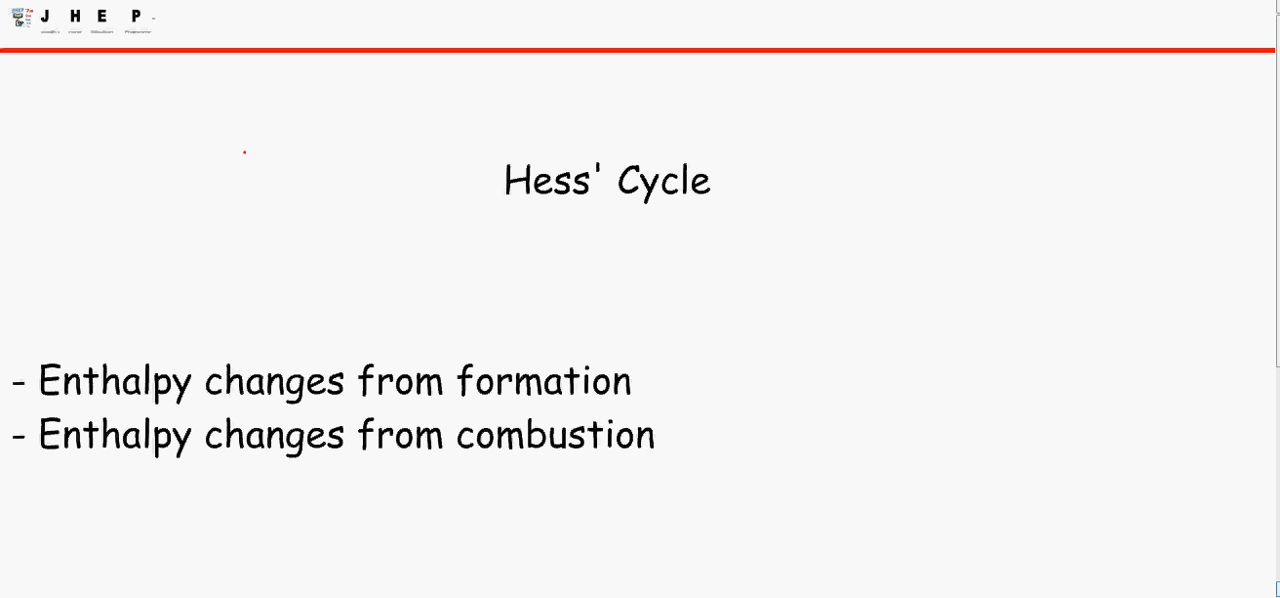 J H E P
Hess' Cycle
- Enthalpy changes from formation
- Enthalpy changes from combustion